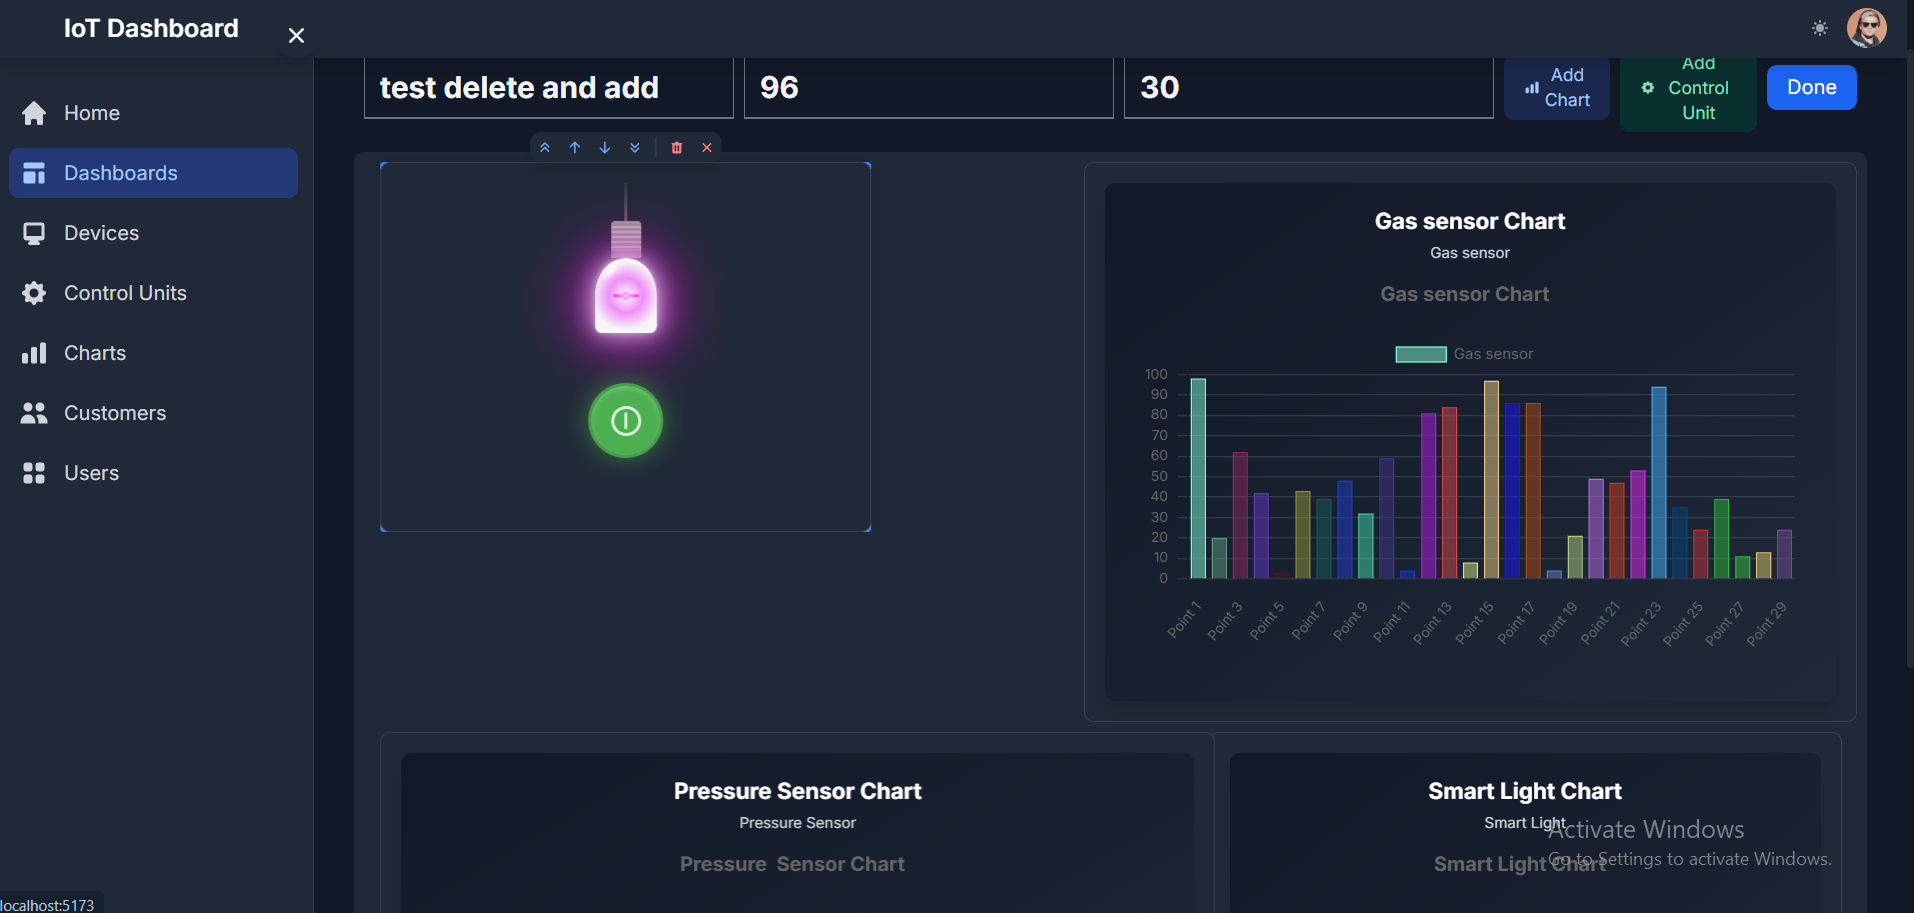 IoT Dashboard
Home
Dashboards
Devices
Control Units
Charts
Customers
Users
test delete and add
96
30
Add
Chart
Add
Control
Unit
Done
Gas sensor Chart
Gas sensor
Gas sensor Chart
Gas sensor
100
90
80
70
60
50
40
30
20
10
0
Point 1
Point 3
Point 5
Point 7
Point 9
Point 11
Point 13
Point 15
Point 17
Point 19
Point 21
Point 23
Point 25
Point 27
Point 29
Pressure Sensor Chart
Pressure Sensor
Pressure  Sensor Chart
Smart Light Chart
Smart Light
Smart Light Chart
Activate Windows
Go to Settings to activate Windows.
localhost:5173